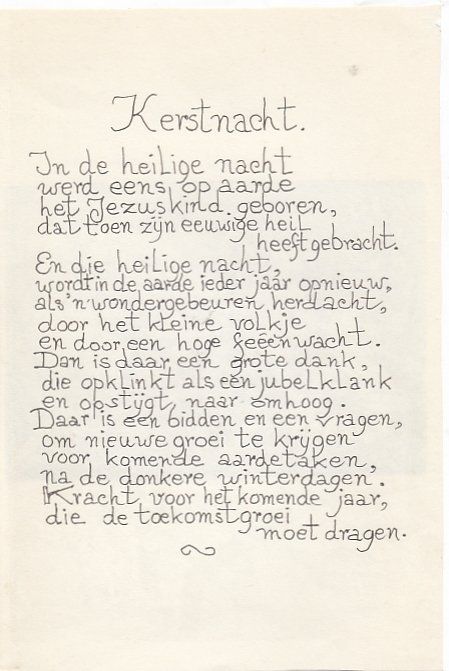 Kerstnacht.
In de heilige nacht
werd eens op aarde
het Jezuskind geboren,
dat toen zijn eeuwige heil
heeft gebracht.
En die heilige nacht,
wordt in de aarde ieder jaar opnieuw,
als 'n wondergebeuren herdacht,
door het kleine volkje
en door een hoge feeënwacht.
Dan is daar een grote dank,
die opklinkt als een jubelklank
en opstijgt naar omhoog.
Daar is een bidden en een vragen,
om nieuwe groei te krijgen
voor komende aardetaken,
na de donkere winterdagen.
Kracht, voor het komende jaar,
die de toekomstgroei
moet dragen.